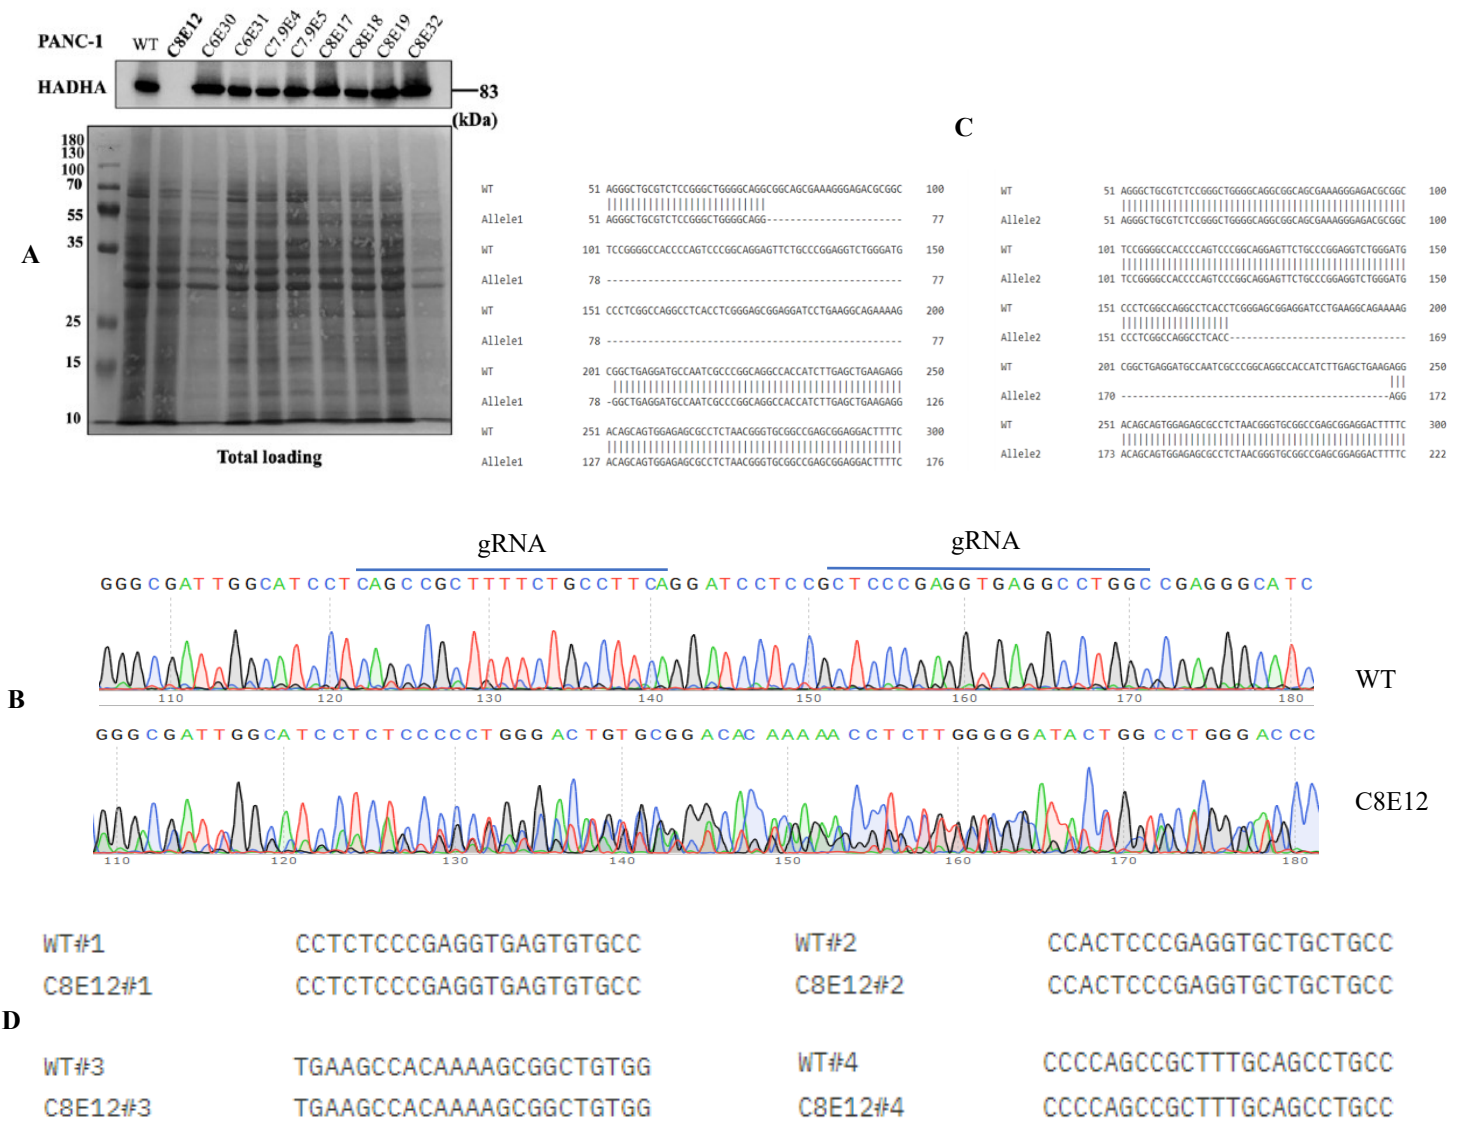 PANC-1 WT C8E12 C6E30 C6E31 C7.9E4 C7.9E5 C8E17 C8E18 C8E19 C8E32
HADHA 83
(kDa)
180
130
100
70
55
35
25
15
10
Total loading
A
C
WT 51 AGGGCTGCGTCTCCGGGCTGGGGCAGGCGGCAGCGAAAGGGAGACGCGGC 100
Allele1 51 AGGGCTGCGTCTCCGGGCTGGGGCAGG----------------------- 77
WT 101 TCCGGGGCCACCCCAGTCCCGGCAGGAGTTCTGCCCGGAGGTCTGGGATG 150
Allele1 78 -------------------------------------------------- 77
WT 151 CCCTCGGCCAGGCCTCACCTCGGGAGCGGAGGATCCTGAAGGCAGAAAAG 200
Allele1 78 -------------------------------------------------- 77
WT 201 CGGCTGAGGATGCCAATCGCCCGGCAGGCCACCATCTTGAGCTGAAGAGG 250
Allele1 78 -GGCTGAGGATGCCAATCGCCCGGCAGGCCACCATCTTGAGCTGAAGAGG 126
WT 251 ACAGCAGTGGAGAGCGCCTCTAACGGGTGCGGCCGAGCGGAGGACTTTTC 300
Allele1 127 ACAGCAGTGGAGAGCGCCTCTAACGGGTGCGGCCGAGCGGAGGACTTTTC 176
WT 51 AGGGCTGCGTCTCCGGGCTGGGGCAGGCGGCAGCGAAAGGGAGACGCGGC 100
Allele2 51 AGGGCTGCGTCTCCGGGCTGGGGCAGGCGGCAGCGAAAGGGAGACGCGGC 100
WT 101 TCCGGGGCCACCCCAGTCCCGGCAGGAGTTCTGCCCGGAGGTCTGGGATG 150
Allele2 101 TCCGGGGCCACCCCAGTCCCGGCAGGAGTTCTGCCCGGAGGTCTGGGATG 150
WT 151 CCCTCGGCCAGGCCTCACCTCGGGAGCGGAGGATCCTGAAGGCAGAAAAG 200
Allele2 151 CCCTCGGCCAGGCCTCACC------------------------------- 169
WT 201 CGGCTGAGGATGCCAATCGCCCGGCAGGCCACCATCTTGAGCTGAAGAGG 250
Allele2 170 -----------------------------------------------AGG 172
WT 251 ACAGCAGTGGAGAGCGCCTCTAACGGGTGCGGCCGAGCGGAGGACTTTTC 300
Allele2 173 ACAGCAGTGGAGAGCGCCTCTAACGGGTGCGGCCGAGCGGAGGACTTTTC 222
gRNA gRNA
GGGCGATTGGCATCCTCAGCCGCTTTTCTGCCTTCAGGATCCTCCGCTCCCGAGGTGAGGCCTGGCCGAGGGCATC
110 120 130 140 150 160 170 180
WT
B
GGGCGATTGGCATCCTCTCCCCCTGGGACTGTGCGGACACAAAAACCTCTTGGGGGATACTGGCCTGGGACCC
110 120 130 140 150 160 170 180
C8E12
WT#1 CCTCTCCCGAGGTGAGTGTGCC
C8E12#1 CCTCTCCCGAGGTGAGTGTGCC
WT#2 CCACTCCCGAGGTGCTGCTGCC
C8E12#2 CCACTCCCGAGGTGCTGCTGCC
D
WT#3 TGAAGCCACAAAAGCGGCTGTGG
C8E12#3 TGAAGCCACAAAAGCGGCTGTGG
WT#4 CCCCAGCCGCTTTGCAGCCTGCC
C8E12#4 CCCCAGCCGCTTTGCAGCCTGCC